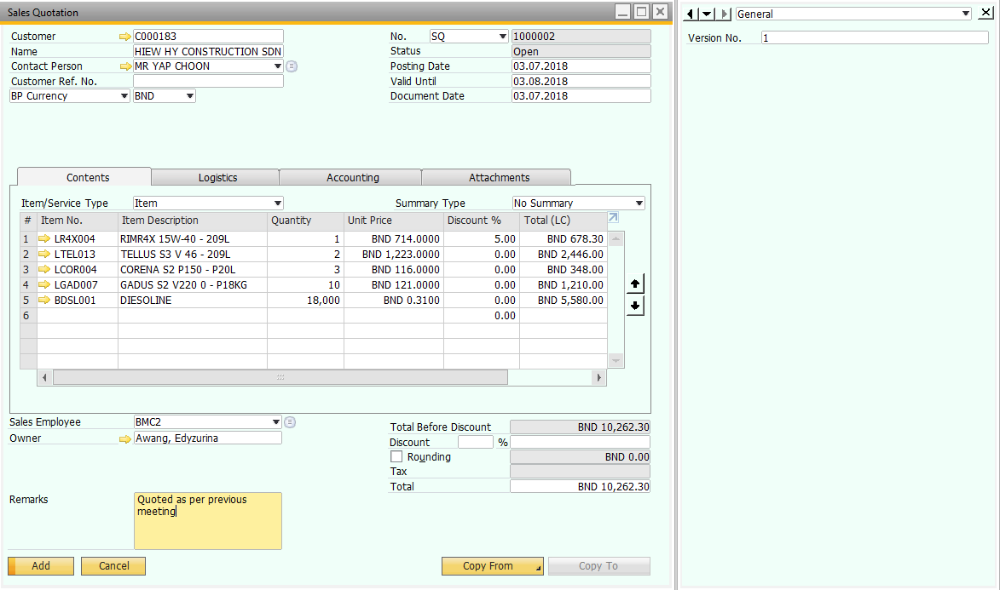 Sales Quotation
Customer C000183
Name HIEW HY CONSTRUCTION SDN
Contact Person MR YAP CHOON
Customer Ref. No.
BP Currency BND
No. SQ 1000002
Status Open
Posting Date 03.07.2018
Valid Until 03.08.2018
Document Date 03.07.2018
General
Version No. 1
Contents Logistics Accounting Attachments
Item/Service Type Item Summary Type No Summary
# Item No. Item Description Quantity Unit Price Discount % Total (LC)
1 LR4X004 RIMR4X 15W-40 - 209L 1 BND 714.0000 5.00 BND 678.30
2 LTEL013 TELLUS S3 V 46 - 209L 2 BND 1,223.0000 0.00 BND 2,446.00
3 LCOR004 CORENA S2 P150 - P20L 3 BND 116.0000 0.00 BND 348.00
4 LGAD007 GADUS S2 V220 0 - P18KG 10 BND 121.0000 0.00 BND 1,210.00
5 BDSL001 DIESOLINE 18,000 BND 0.3100 0.00 BND 5,580.00
6 0.00
Sales Employee BMC2
Owner Awang, Edyzurina
Total Before Discount BND 10,262.30
Discount %
Rounding BND 0.00
Tax
Total BND 10,262.30
Remarks Quoted as per previous
meeting
Add Cancel Copy From Copy To